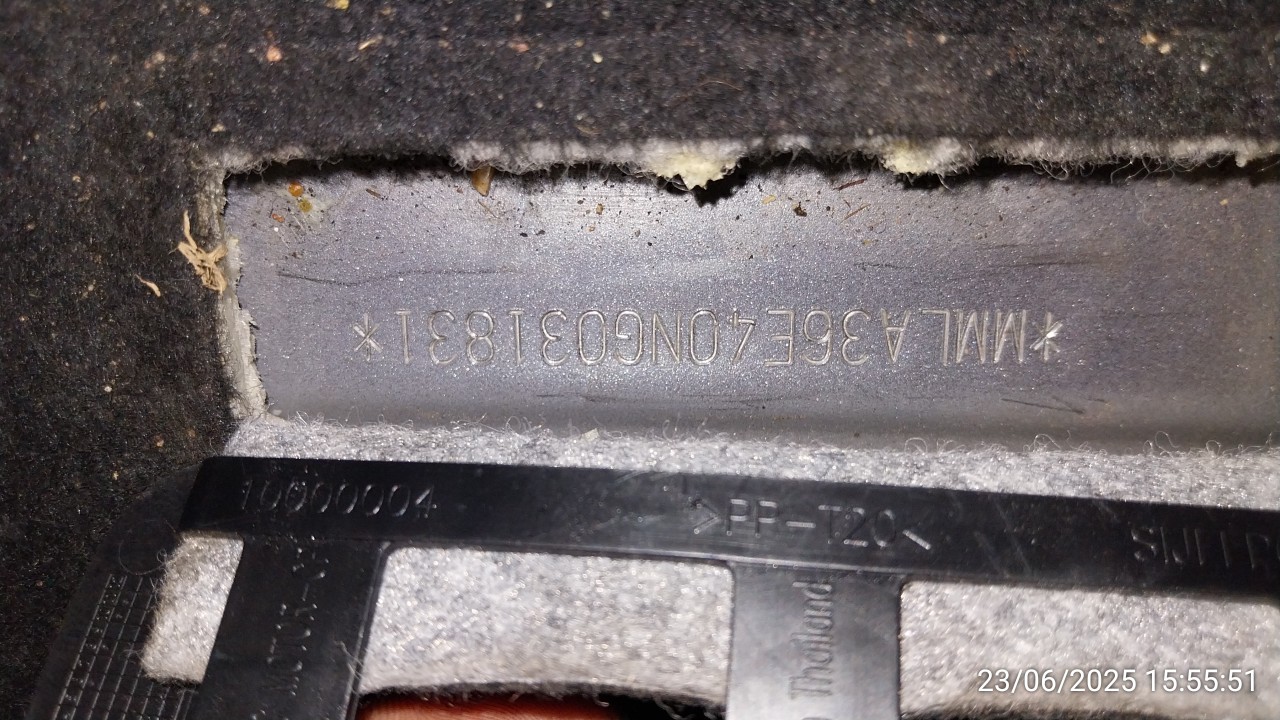 *MMLA36E40NG031831*
10000004
>PP-T20<
Thailand
23/06/2025 15:55:51